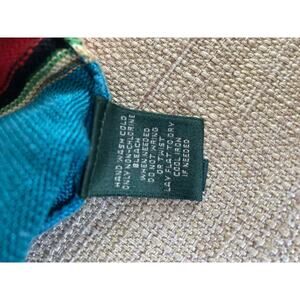 HAND WASH COLD
ONLY NON-CHLORINE
BLEACH
WHEN NEEDED
DO NOT WRING
OR TWIST
LAY FLAT TO DRY
COOL IRON
IF NEEDED